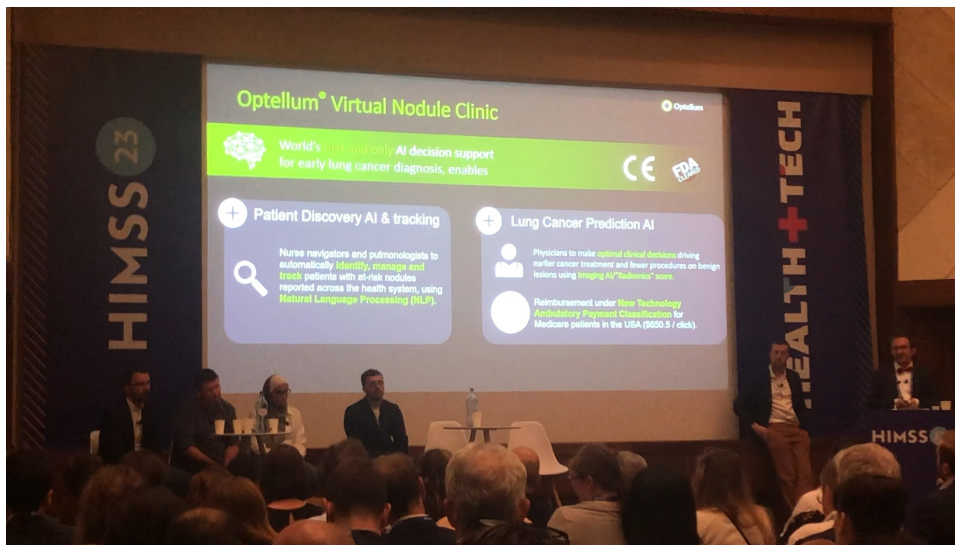 Optellum® Virtual Nodule Clinic
Optellum
World's first and only AI decision support
for early lung cancer diagnosis, enables
CE
FDA
CLEARED
Patient Discovery AI & tracking
Nurse navigators and pulmonologists to
automatically identify, manage and
track patients with at-risk nodules
reported across the health system, using
Natural Language Processing (NLP).
Lung Cancer Prediction AI
Physicians to make optimal clinical decisions driving
earlier cancer treatment and fewer procedures on benign
lesions using Imaging AI/"Radiomics" score.
Reimbursement under New Technology
Ambulatory Payment Classification for
Medicare patients in the USA ($650.5 / click).
HIMSS 23
HEALTH + TECH
HIMSS